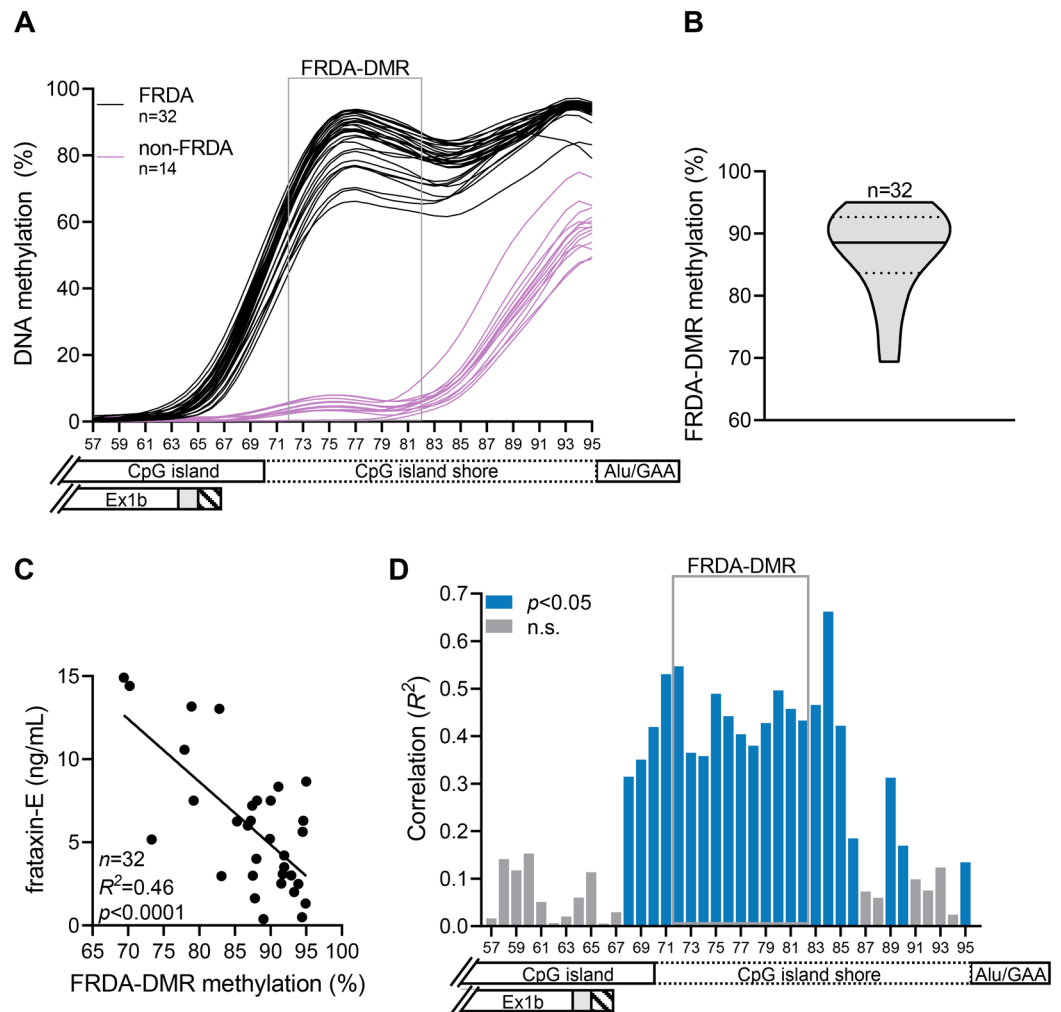 A
FRDA-DMR
DNA methylation (%)
100
80
60
40
20
0
FRDA
n=32
non-FRDA
n=14
57 59 61 63 65 67 69 71 73 75 77 79 81 83 85 87 89 91 93 95
CpG island
CpG island shore
Alu/GAA
Ex1b
B
FRDA-DMR methylation (%)
100
90
80
70
60
n=32
C
frataxin-E (ng/mL)
15
10
5
0
n=32
R²=0.46
p<0.0001
65 70 75 80 85 90 95 100
FRDA-DMR methylation (%)
D
FRDA-DMR
Correlation (R²)
0.7
0.6
0.5
0.4
0.3
0.2
0.1
0.0
p<0.05
n.s.
57 59 61 63 65 67 69 71 73 75 77 79 81 83 85 87 89 91 93 95
CpG island
CpG island shore
Alu/GAA
Ex1b